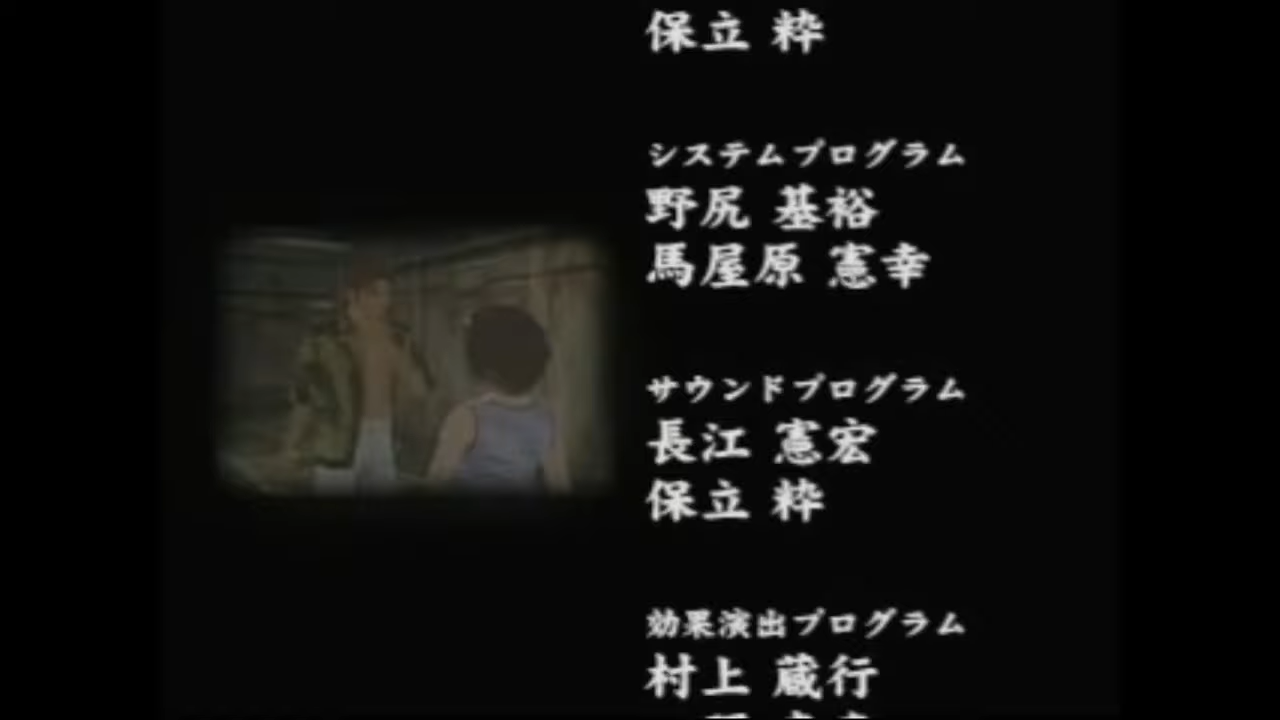 保立 粋
システムプログラム
野尻 基裕
馬屋原 憲幸
サウンドプログラム
長江 憲宏
保立 粋
効果演出プログラム
村上 蔵行